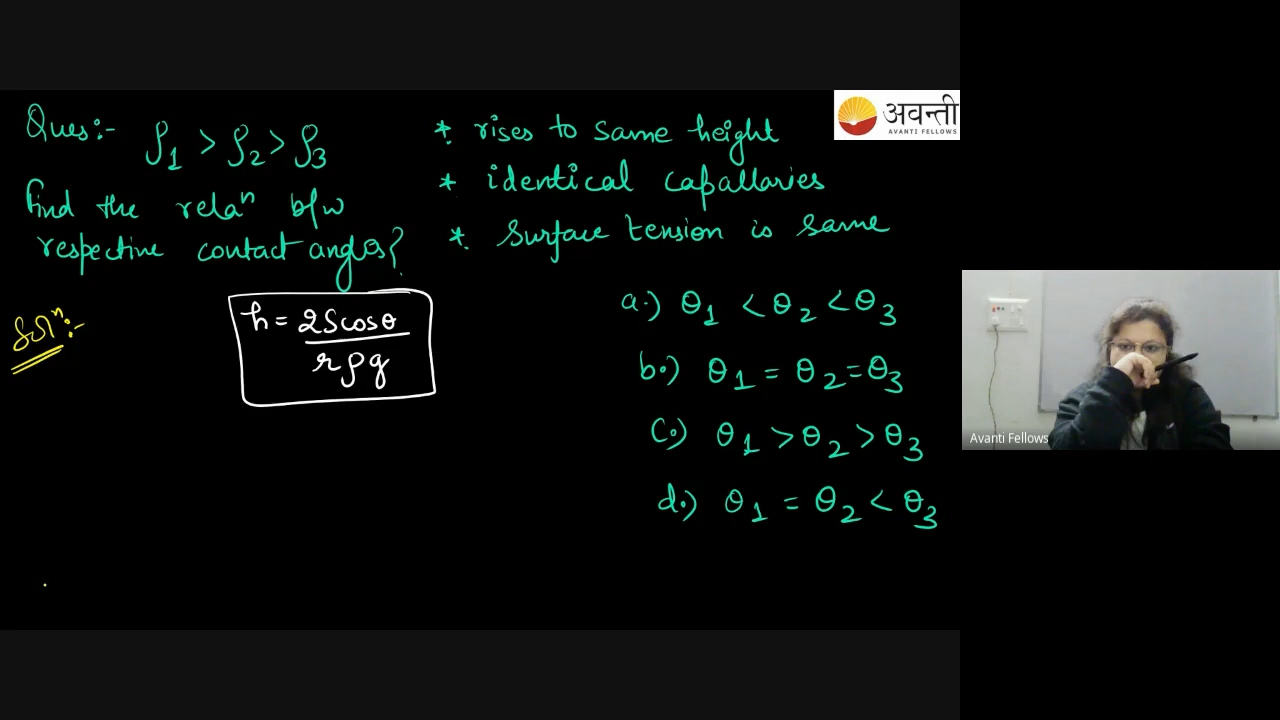 Ques:- ρ1 > ρ2 > ρ3
Find the relaⁿ b/w
respective contact angles?
* rises to same height
* identical capallaries
* surface tension is same
अवन्ती
AVANTI FELLOWS
Solⁿ:-
h = 2Scosθ / rρg
a.) θ1 < θ2 < θ3
b.) θ1 = θ2 = θ3
c.) θ1 > θ2 > θ3
d.) θ1 = θ2 < θ3
Avanti Fellows